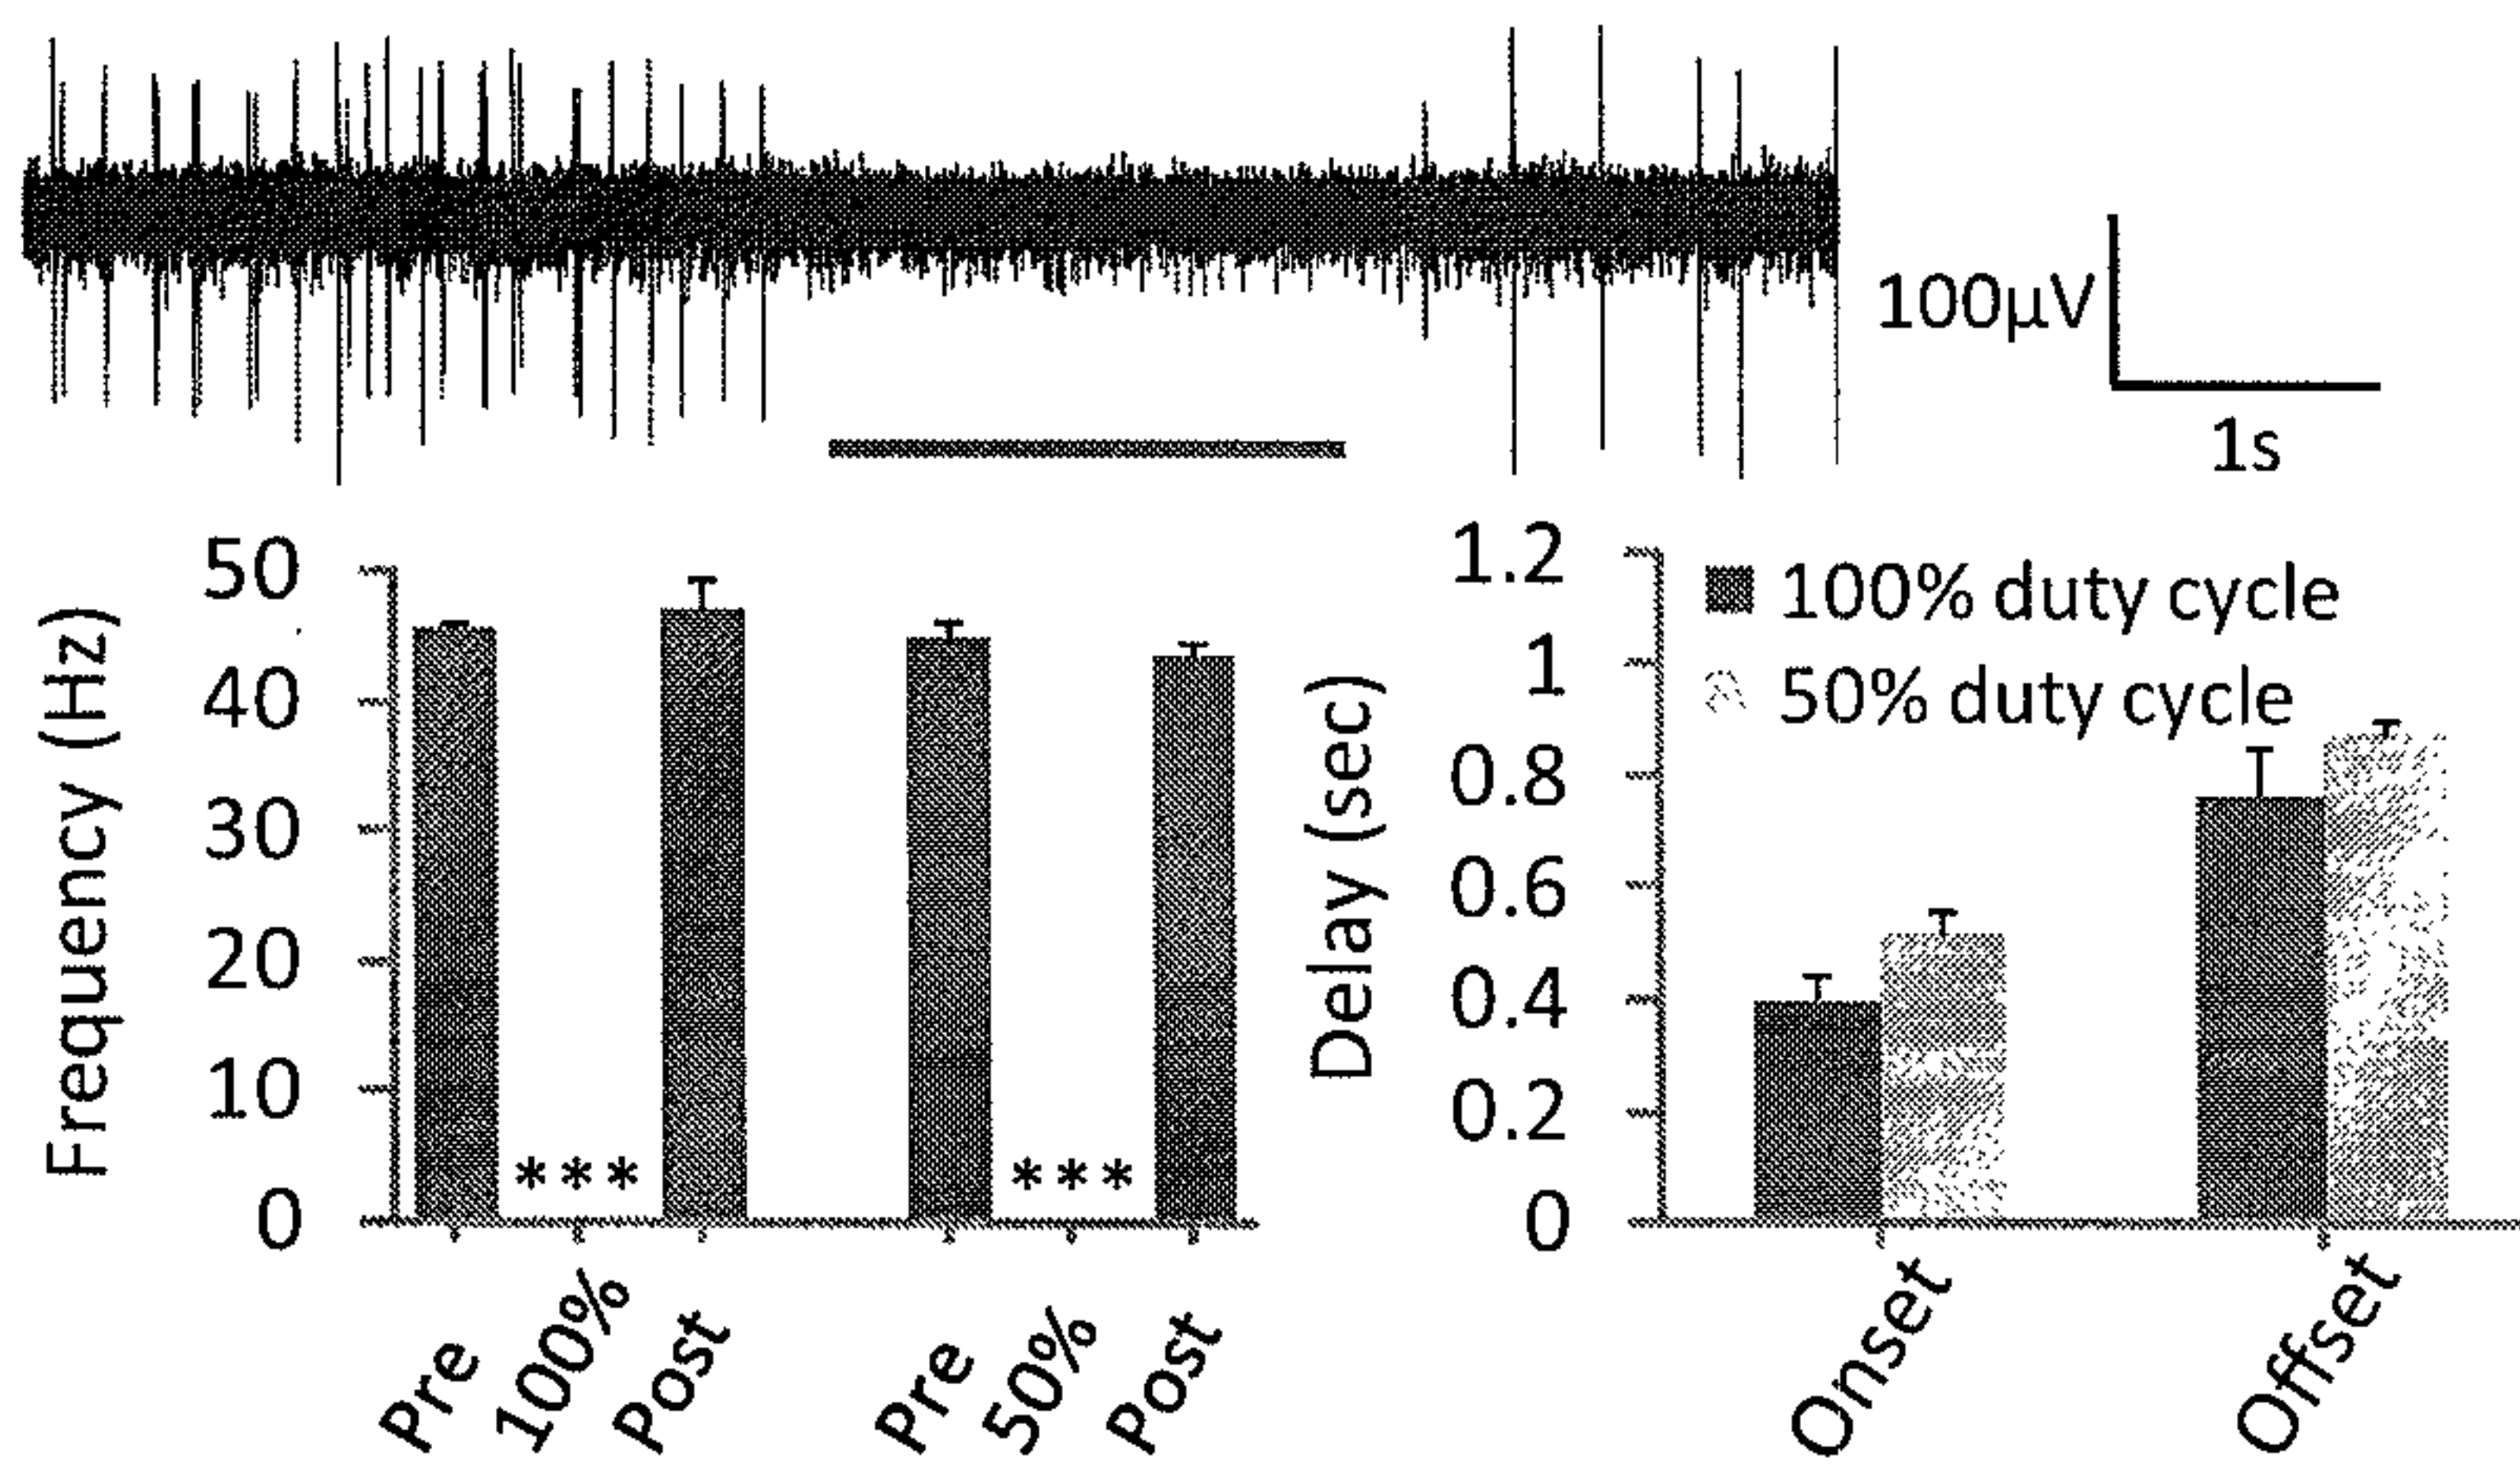 100μV
1s
Frequency (Hz)
50
40
30
20
10
0
***
***
Pre
100%
Post
Pre
50%
Post
Delay (sec)
1.2
1
0.8
0.6
0.4
0.2
0
100% duty cycle
50% duty cycle
Onset
Offset